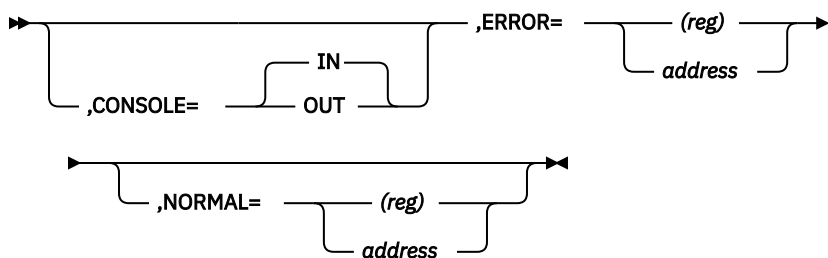 ,ERROR= (reg)
address
,CONSOLE= IN
OUT
,NORMAL= (reg)
address